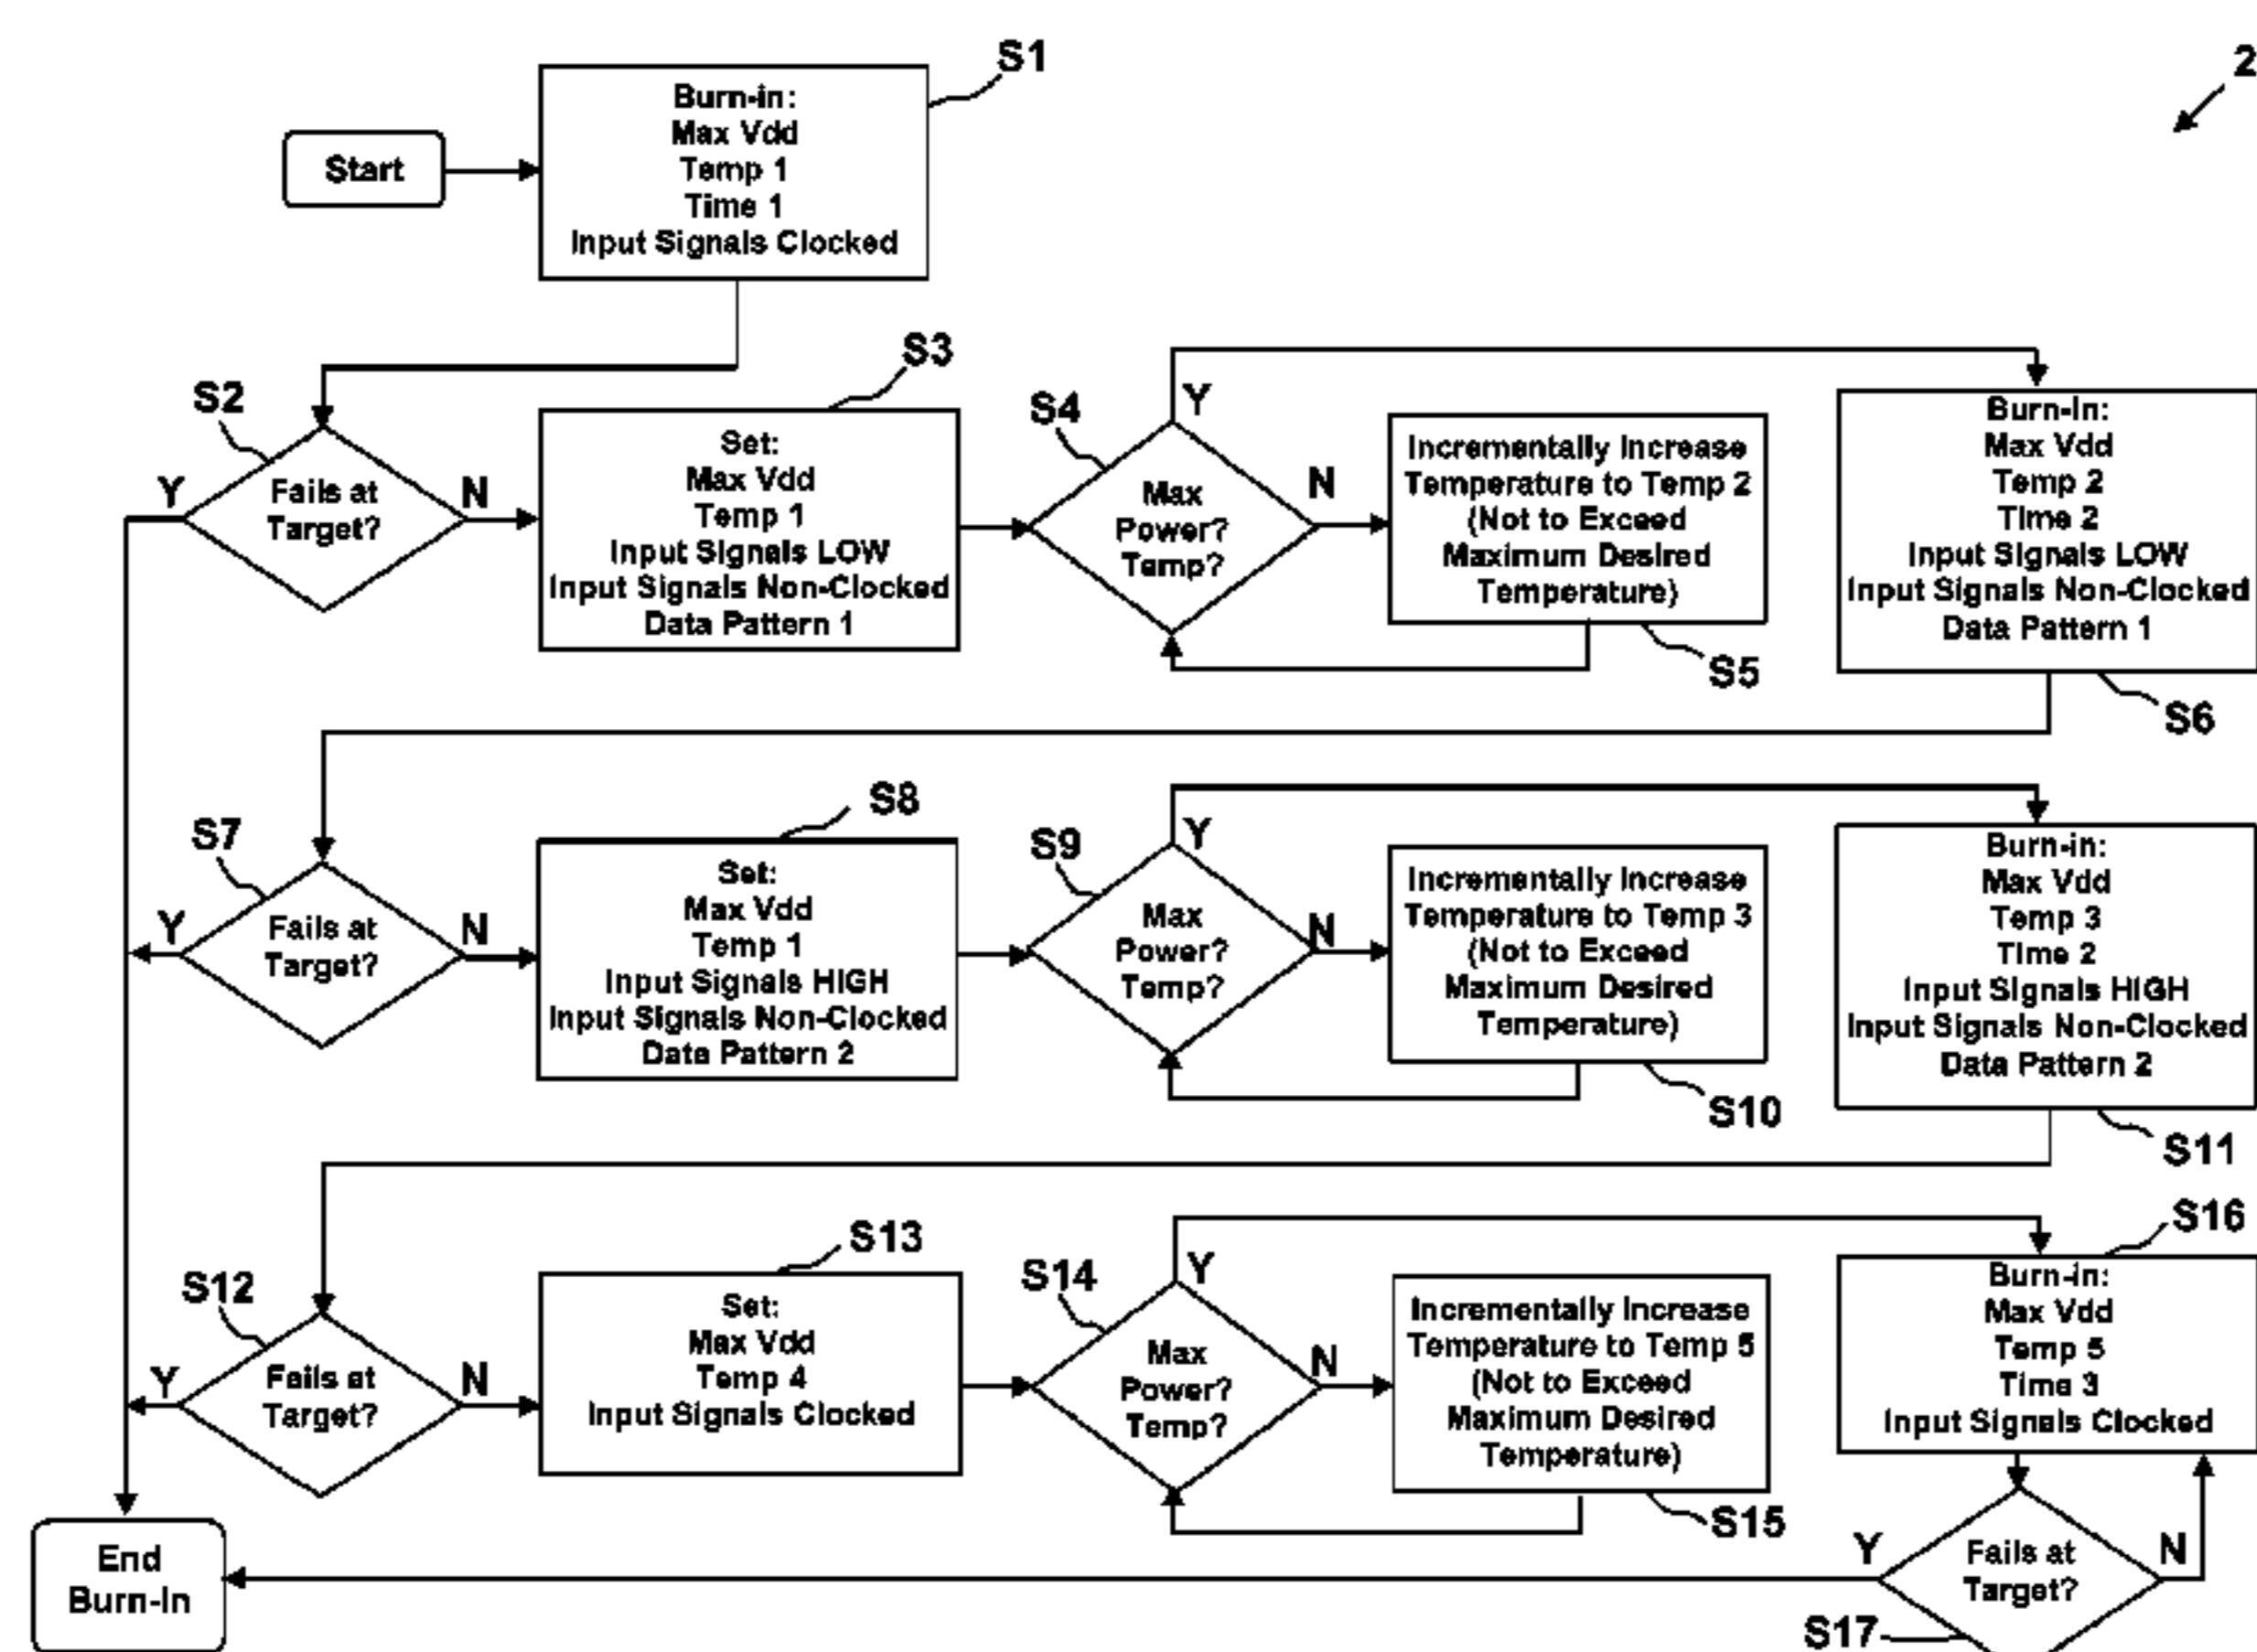 2
S1
Burn-in:
Max Vdd
Temp 1
Time 1
Input Signals Clocked
Start
S2
Fails at
Target?
Y
N
S3
Set:
Max Vdd
Temp 1
Input Signals LOW
Input Signals Non-Clocked
Data Pattern 1
S4
Max
Power?
Temp?
Y
N
Incrementally Increase
Temperature to Temp 2
(Not to Exceed
Maximum Desired
Temperature)
S5
Burn-In:
Max Vdd
Temp 2
Time 2
Input Signals LOW
Input Signals Non-Clocked
Data Pattern 1
S6
S7
Fails at
Target?
Y
N
S8
Set:
Max Vdd
Temp 1
Input Signals HIGH
Input Signals Non-Clocked
Data Pattern 2
S9
Max
Power?
Temp?
Y
N
Incrementally Increase
Temperature to Temp 3
(Not to Exceed
Maximum Desired
Temperature)
S10
Burn-in:
Max Vdd
Temp 3
Time 2
Input Signals HIGH
Input Signals Non-Clocked
Data Pattern 2
S11
S12
Fails at
Target?
Y
N
S13
Set:
Max Vdd
Temp 4
Input Signals Clocked
S14
Max
Power?
Temp?
Y
N
Incrementally Increase
Temperature to Temp 5
(Not to Exceed
Maximum Desired
Temperature)
S15
S16
Burn-in:
Max Vdd
Temp 5
Time 3
Input Signals Clocked
Y
Fails at
Target?
N
S17
End
Burn-In